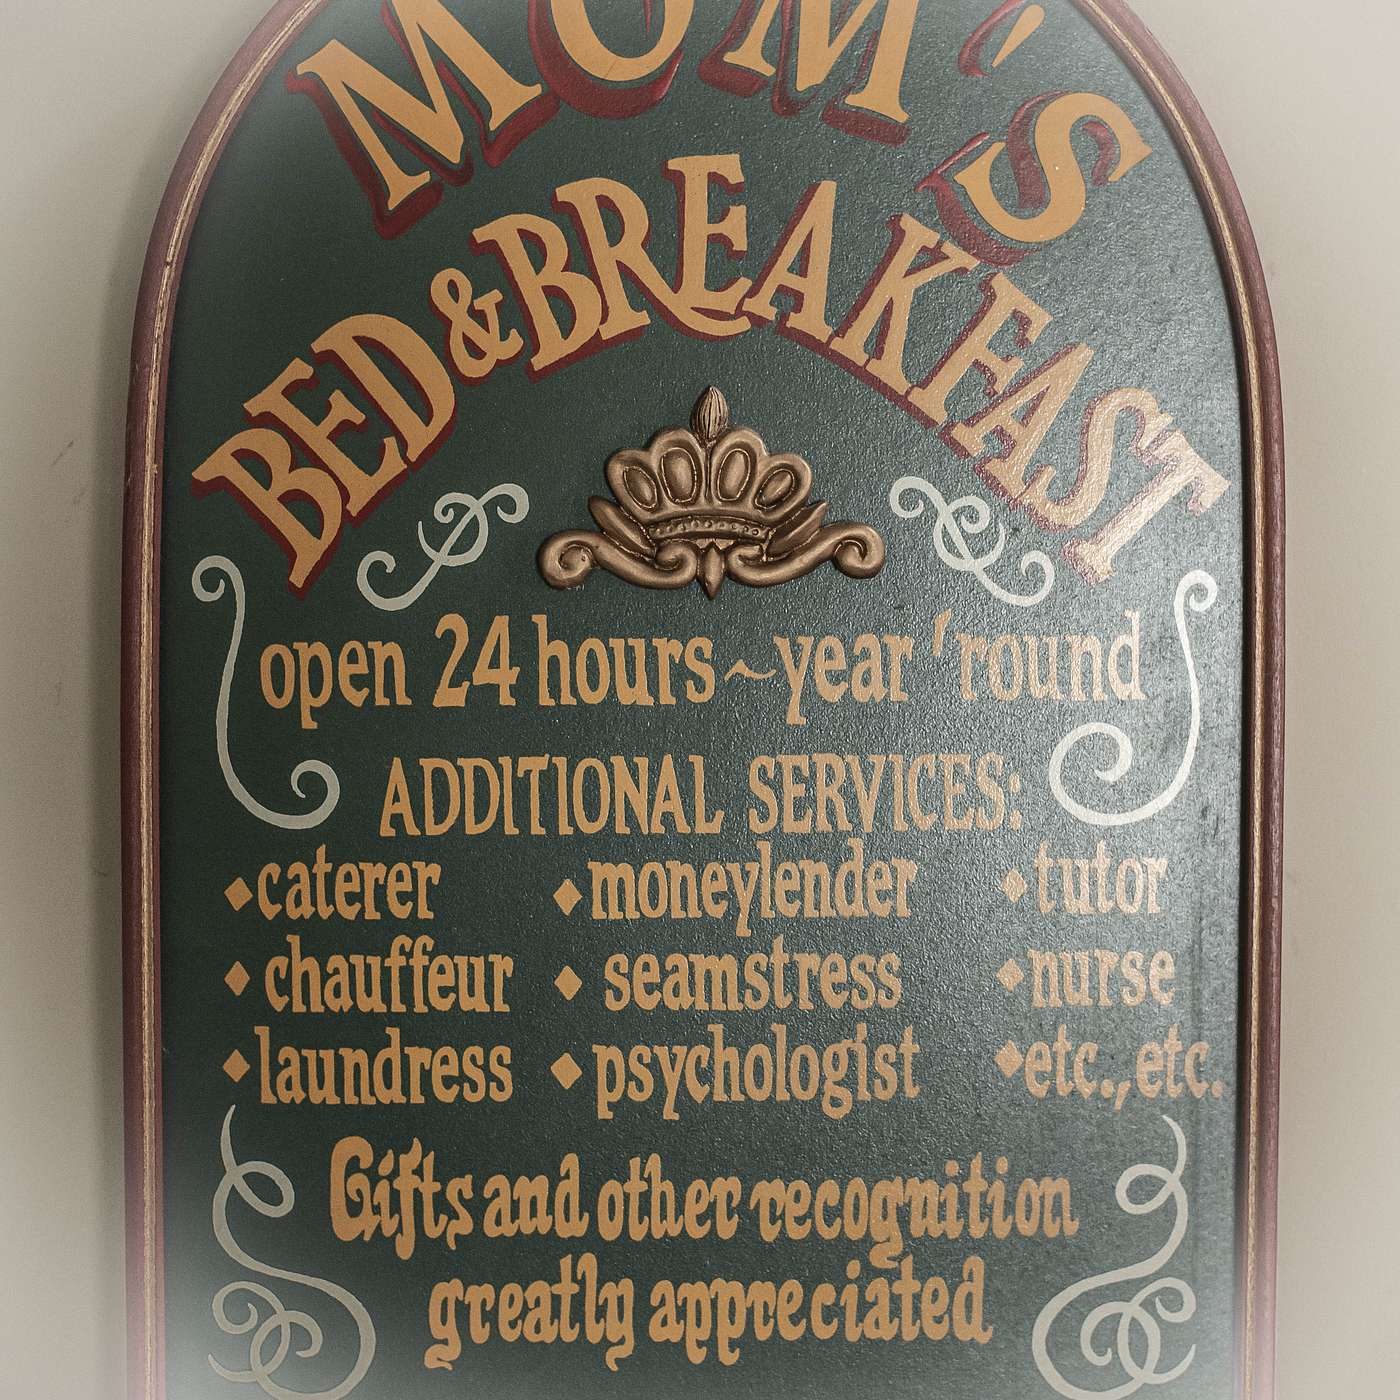 MOM'S
BED & BREAKFAST
open 24 hours ~ year 'round
ADDITIONAL SERVICES:
♦caterer ♦moneylender ♦tutor
♦chauffeur ♦seamstress ♦nurse
♦laundress ♦psychologist ♦etc., etc.
Gifts and other recognition
greatly appreciated